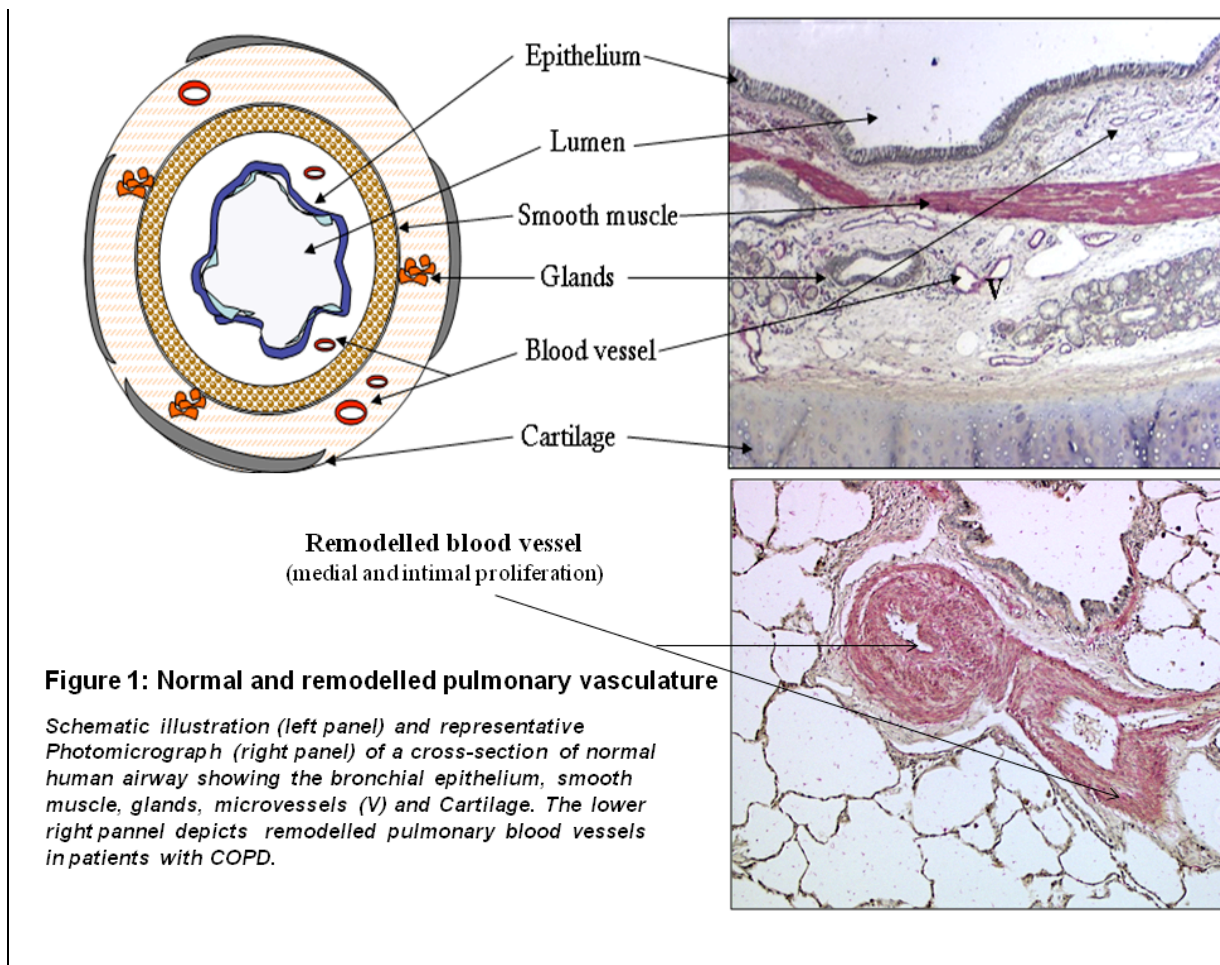 Epithelium
Lumen
Smooth muscle
Glands
V
Blood vessel
Cartilage
Remodelled blood vessel
(medial and intimal proliferation)
Figure 1: Normal and remodelled pulmonary vasculature
Schematic illustration (left panel) and representative
Photomicrograph (right panel) of a cross-section of normal
human airway showing the bronchial epithelium, smooth
muscle, glands, microvessels (V) and Cartilage. The lower
right pannel depicts remodelled pulmonary blood vessels
in patients with COPD.